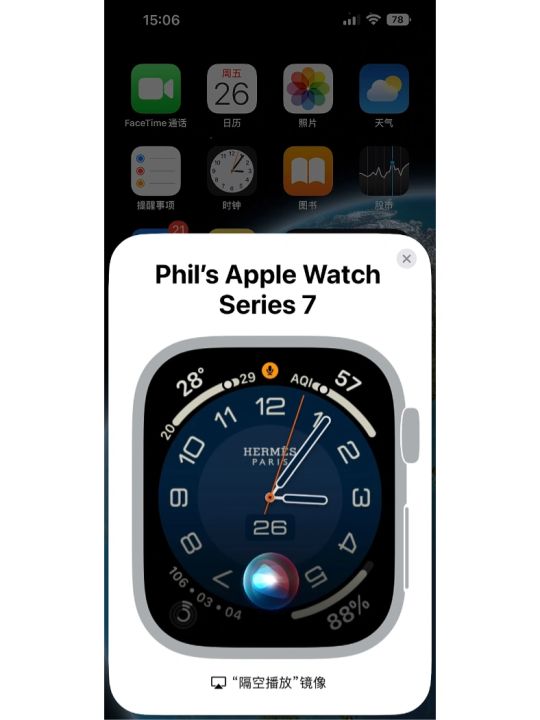 15:06 78
周五
26
FaceTime 通话 日历 照片 天气
提醒事项 时钟 图书 股市
21
Phil’s Apple Watch
Series 7
28° 29 AQI 57
20
12 1 2 3 4 5 7 8 9 10 11
HERMÈS
PARIS
26
106•03•04
88%
“隔空播放”镜像